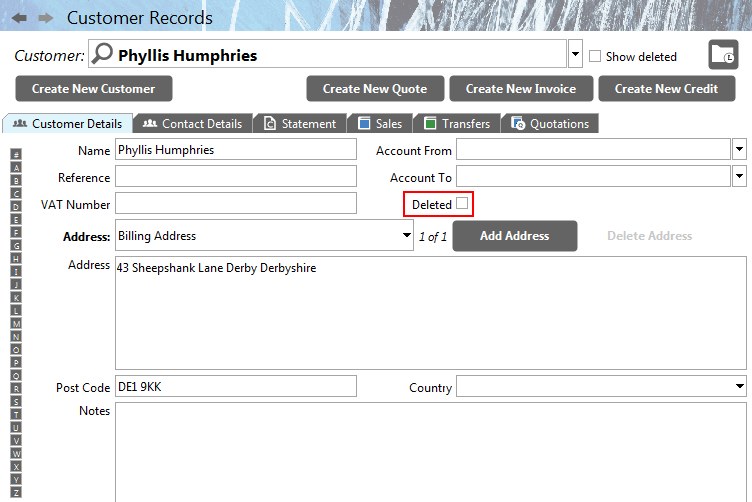 Customer Records
Customer: Phyllis Humphries Show deleted
Create New Customer Create New Quote Create New Invoice Create New Credit
Customer Details Contact Details Statement Sales Transfers Quotations
Name Phyllis Humphries Account From
Reference Account To
VAT Number Deleted
Address: Billing Address 1 of 1 Add Address Delete Address
Address 43 Sheepshank Lane Derby Derbyshire
Post Code DE1 9KK Country
Notes
#
A
B
C
D
E
F
G
H
I
J
K
L
M
N
O
P
Q
R
S
T
U
V
W
X
Y
Z